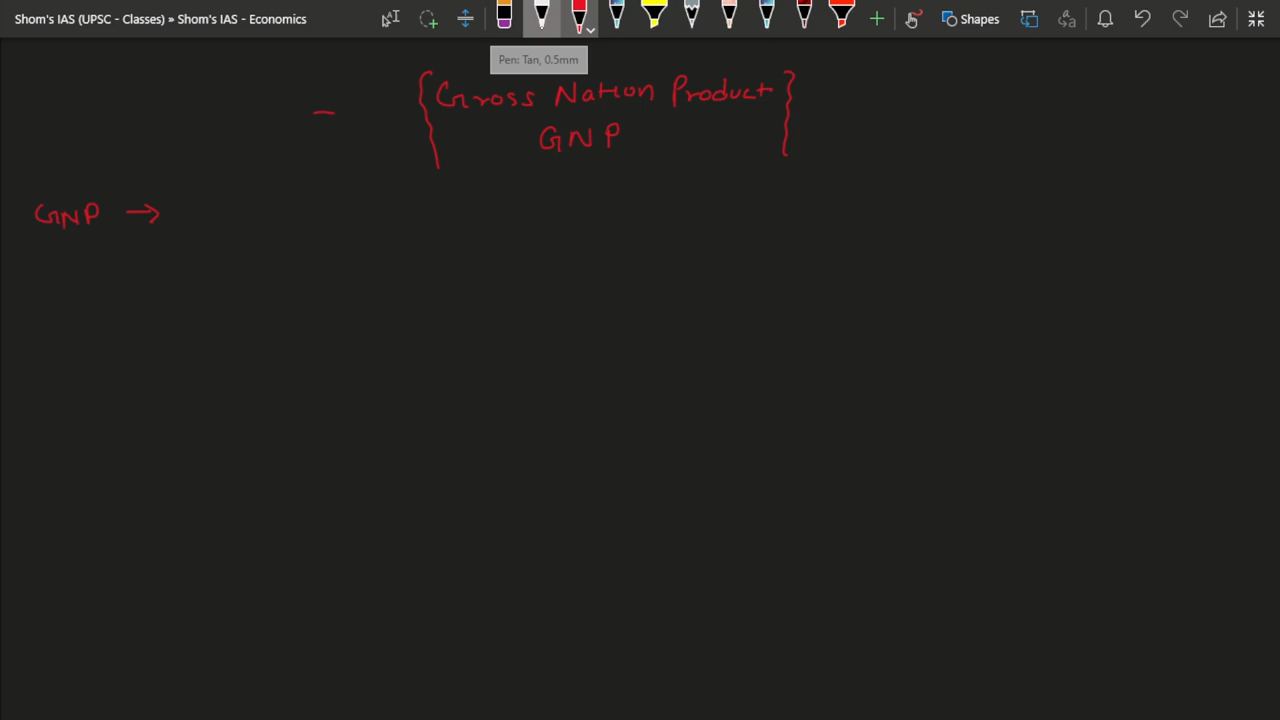 Shom's IAS (UPSC - Classes) » Shom's IAS - Economics
Shapes
Pen: Tan, 0.5mm
{Gross Nation Product}
GNP
GNP →